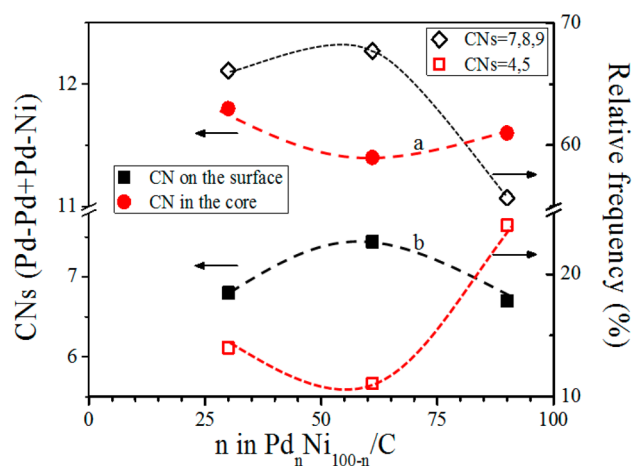 CNs (Pd-Pd+Pd-Ni)
12
11
7
6
CNs=7,8,9
CNs=4,5
CN on the surface
CN in the core
a
b
70
60
20
10
Relative frequency (%)
0
25
50
75
100
n in PdₙNi₁₀₀₋ₙ/C